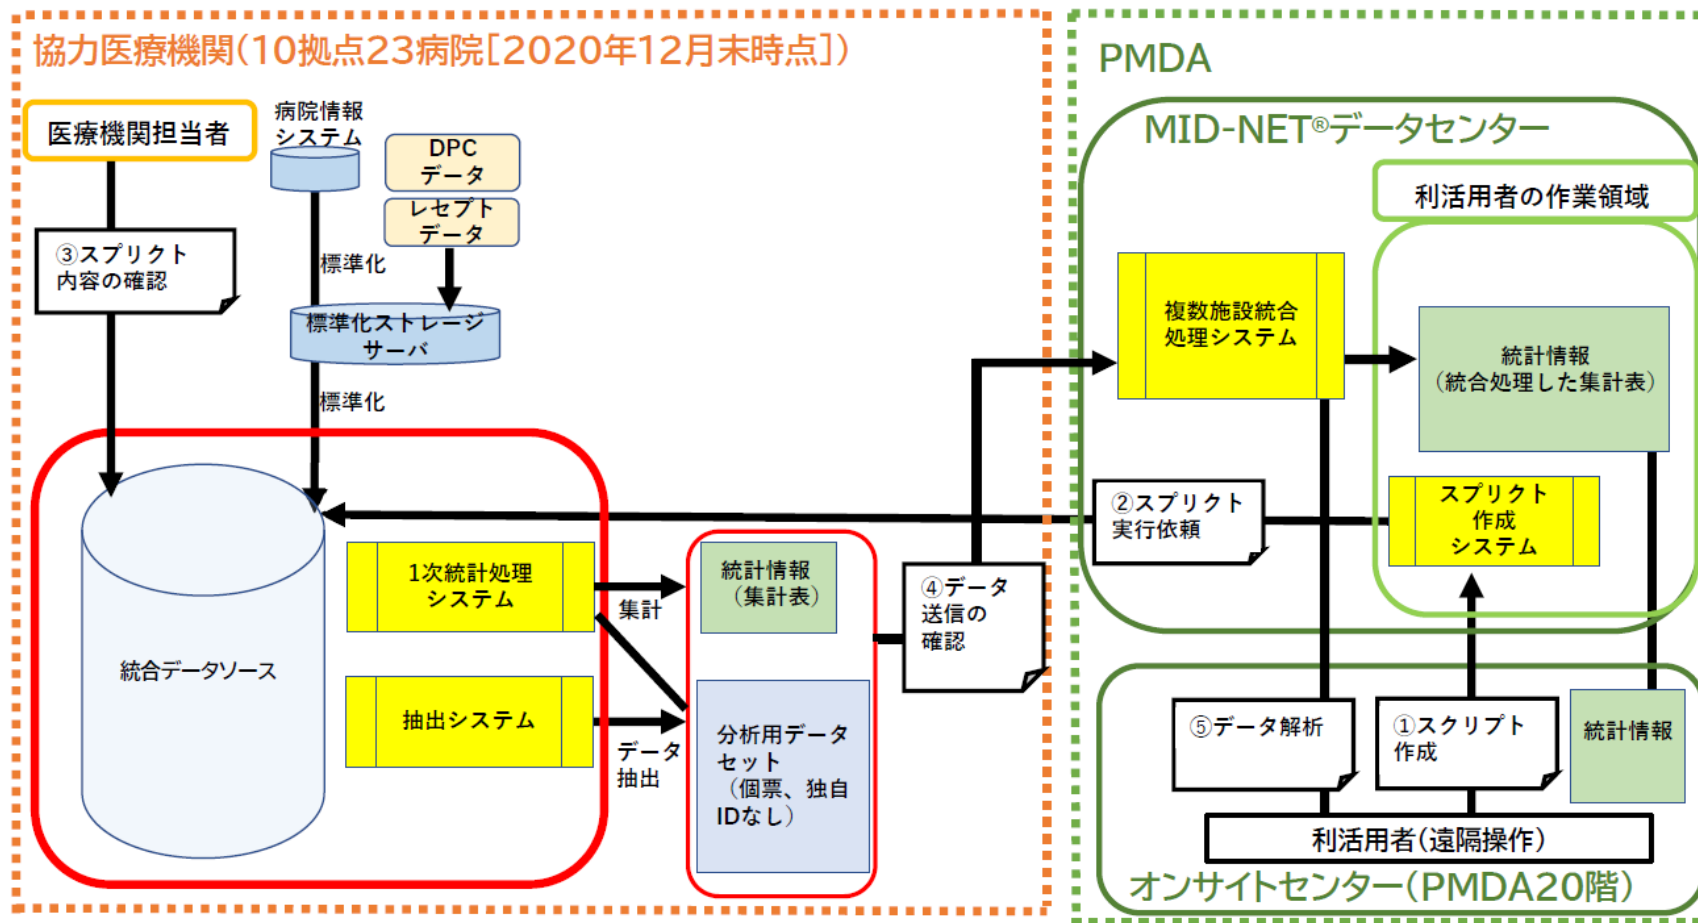 協力医療機関(10拠点23病院[2020年12月末時点])
医療機関担当者
病院情報
システム
DPC
データ
レセプト
データ
③スプリクト
内容の確認
標準化
標準化ストレージ
サーバ
標準化
統合データソース
1次統計処理
システム
集計
抽出システム
データ
抽出
統計情報
（集計表）
分析用データ
セット
（個票、独自
IDなし）
④データ
送信の
確認
PMDA
MID-NET®データセンター
利活用者の作業領域
複数施設統合
処理システム
統計情報
（統合処理した集計表）
②スプリクト
実行依頼
スプリクト
作成
システム
⑤データ解析
①スクリプト
作成
統計情報
利活用者(遠隔操作)
オンサイトセンター(PMDA20階)